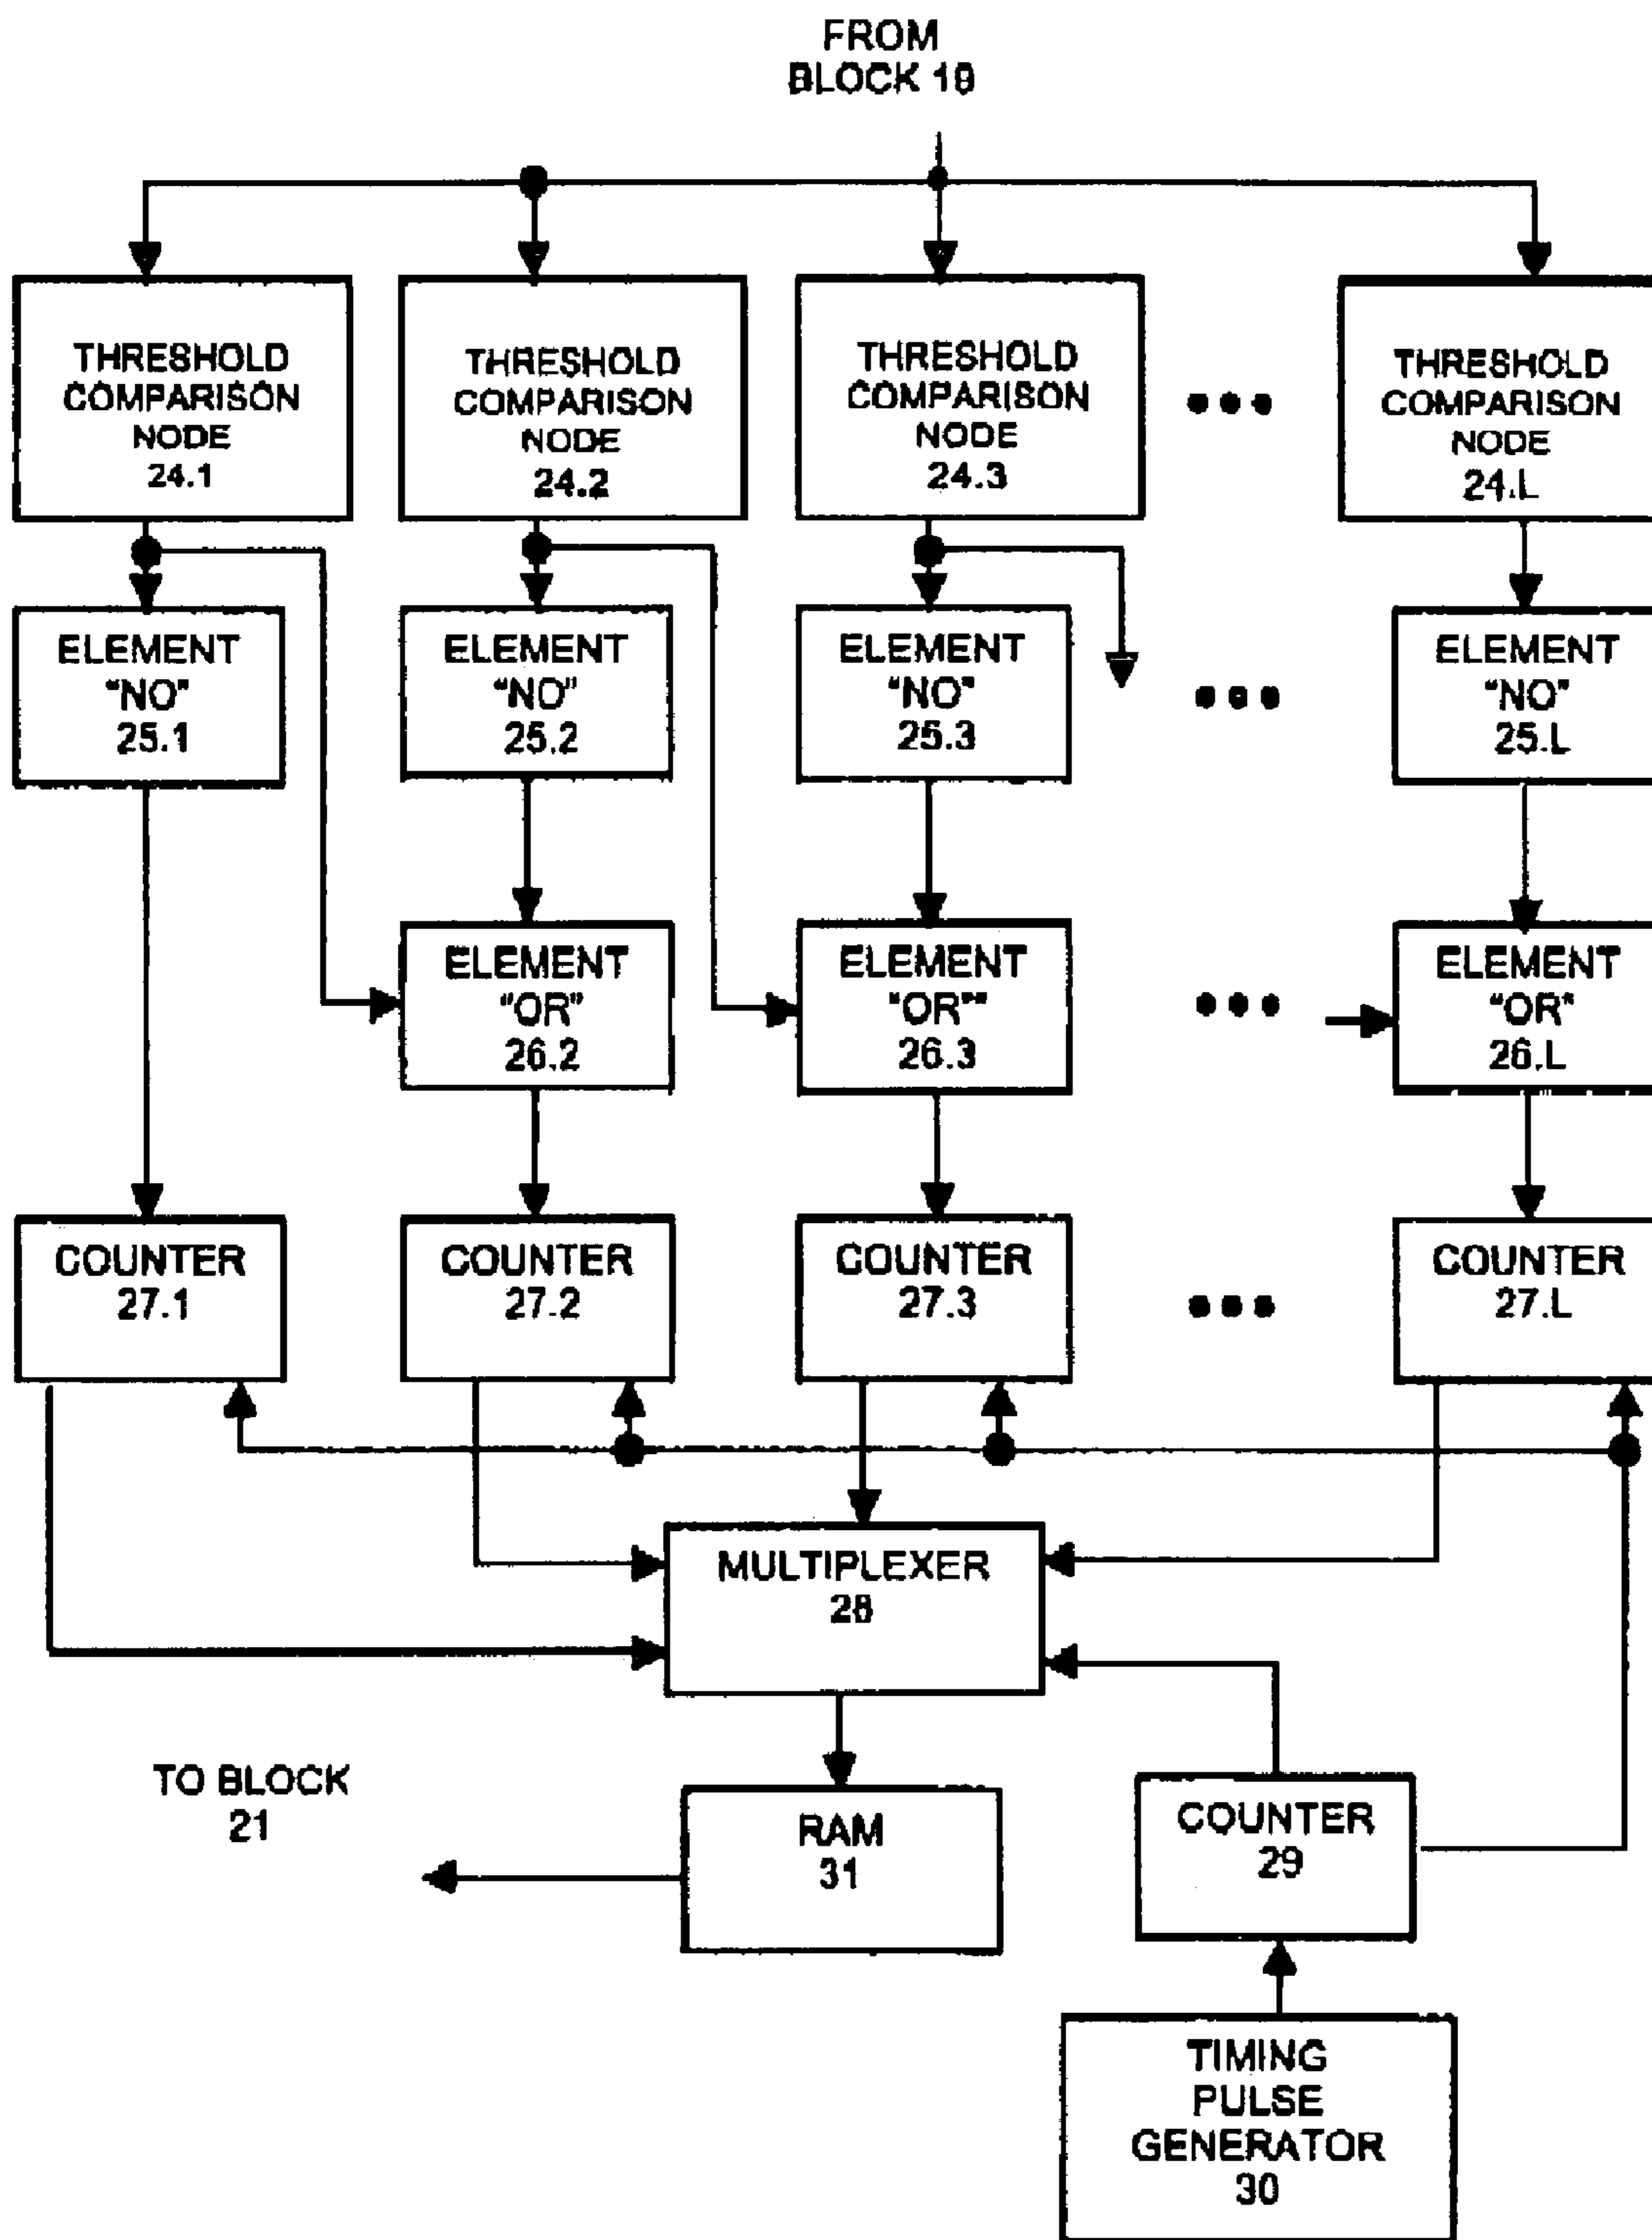 FROM
BLOCK
THRESHOLD
COMPARISON
NODE
24.1
THRESHOLD
COMPARISON
NODE
24.2
THRESHOLD
COMPARISON
NODE
24.3
THRESHOLD
COMPARISON
NODE
24.L
ELEMENT
"NO"
25.1
ELEMENT
"NO"
25.2
ELEMENT
"NO"
25.3
ELEMENT
"NO"
25.L
ELEMENT
"OR"
26.2
ELEMENT
"OR""
26.3
ELEMENT
"OR"
26.L
COUNTER
27.1
COUNTER
27.2
COUNTER
27.3
COUNTER
27.L
MULTIPLEXER
28
TO BLOCK
21
RAM
31
COUNTER
29
TIMING
PULSE
GENERATOR
30